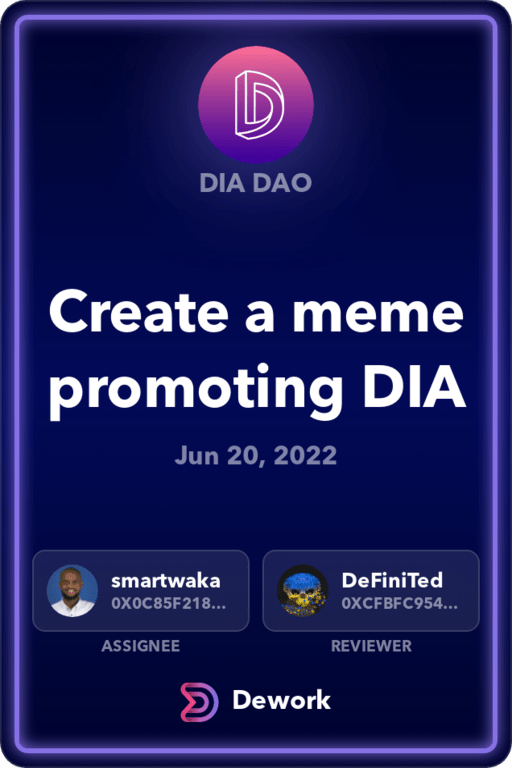 DIA DAO
Create a meme
promoting DIA
Jun 20, 2022
smartwaka
0X0C85F218...
DeFiniTed
0XCFBFC954...
ASSIGNEE
REVIEWER
Dework